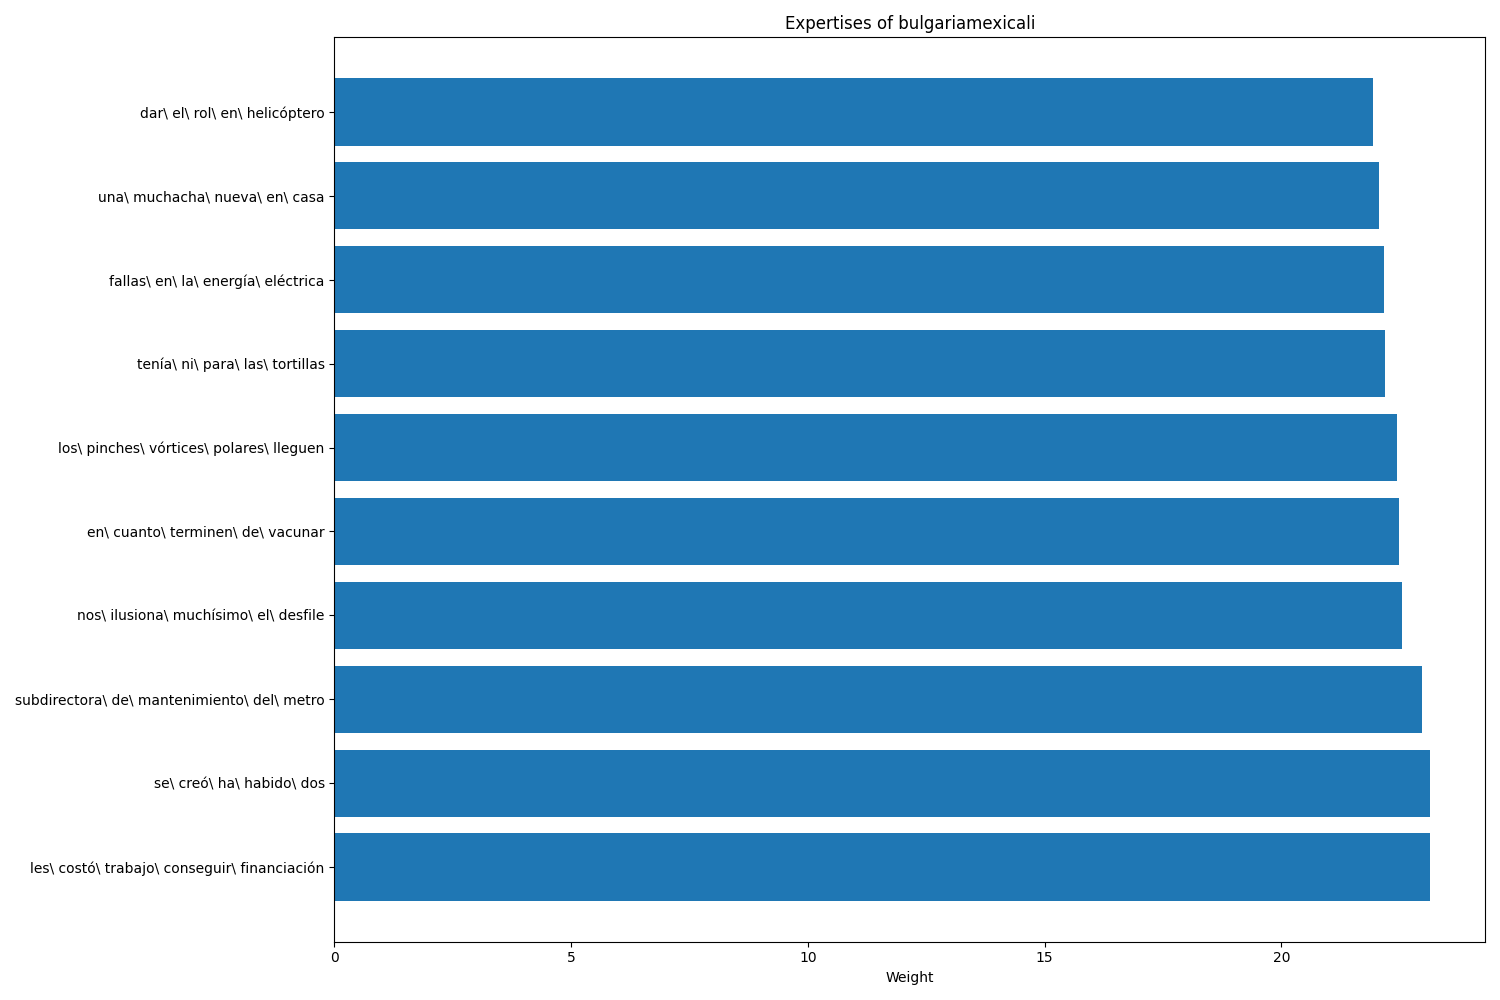 Expertises of bulgariamexicali
dar\ el\ rol\ en\ helicóptero
una\ muchacha\ nueva\ en\ casa
fallas\ en\ la\ energía\ eléctrica
tenía\ ni\ para\ las\ tortillas
los\ pinches\ vórtices\ polares\ lleguen
en\ cuanto\ terminen\ de\ vacunar
nos\ ilusiona\ muchísimo\ el\ desfile
subdirectora\ de\ mantenimiento\ del\ metro
se\ creó\ ha\ habido\ dos
les\ costó\ trabajo\ conseguir\ financiación
0 5 10 15 20
Weight